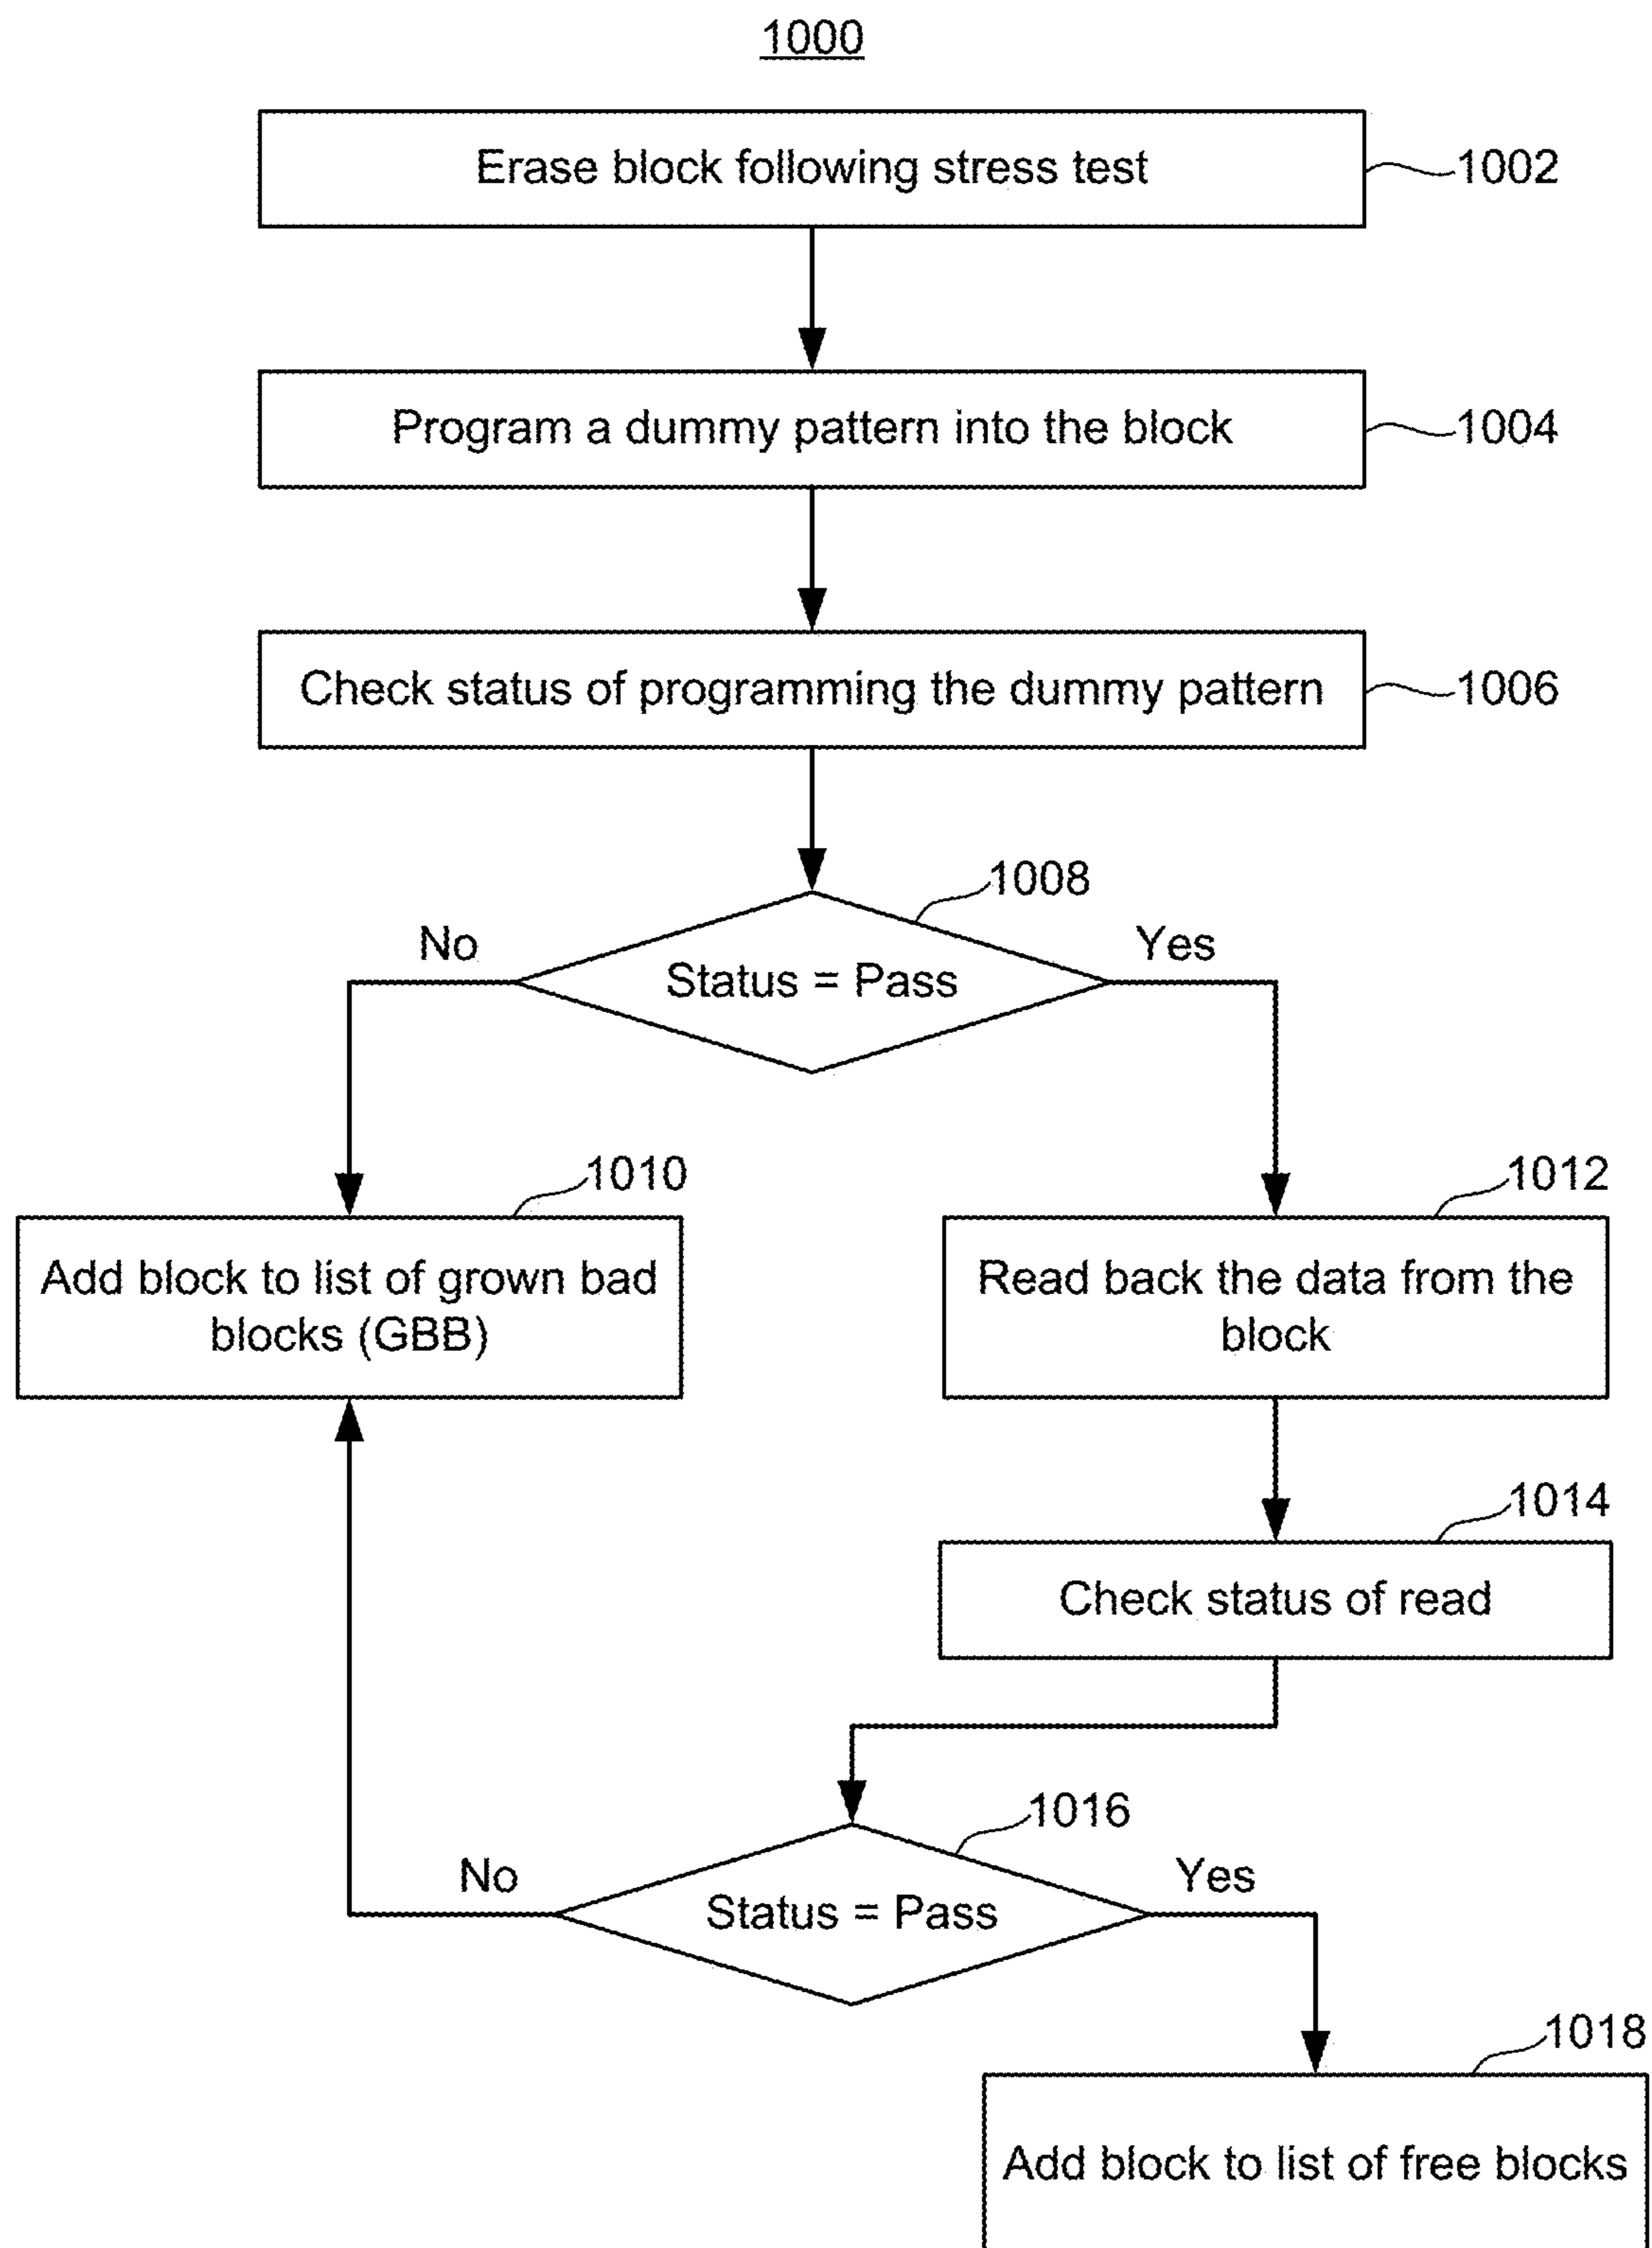 1000
Erase block following stress test
1002
Program a dummy pattern into the block
1004
Check status of programming the dummy pattern
1006
1008
No
Yes
Status = Pass
1010
1012
Add block to list of grown bad
blocks (GBB)
Read back the data from the
block
1014
Check status of read
1016
No
Yes
Status = Pass
1018
Add block to list of free blocks